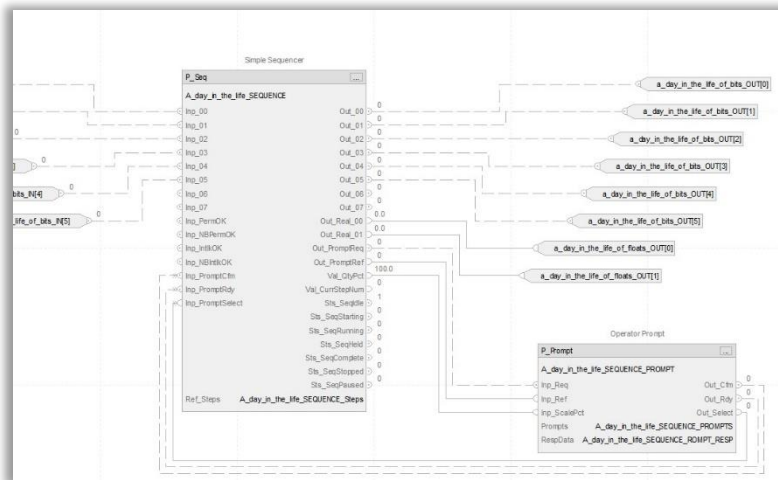 Simple Sequencer
P_Seq
...
A_day_in_the_life_SEQUENCE
Inp_00 Out_00 0
Inp_01 Out_01 0
Inp_02 Out_02 0
Inp_03 Out_03 0
Inp_04 Out_04 0
Inp_05 Out_05 0
Inp_06 Out_06 0
Inp_07 Out_07 0
Inp_PermOK Out_Real_00 0.0
Inp_NBPermOK Out_Real_01 0.0
Inp_IntlkOK Out_PromptReq 0
Inp_NBIntlkOK Out_PromptRef 0
Inp_PromptCfm Val_QtyPct 100.0
Inp_PromptRdy Val_CurrStepNum 0
Inp_PromptSelect Sts_SeqIdle 1
Sts_SeqStarting 0
Sts_SeqRunning 0
Sts_SeqHeld 0
Sts_SeqComplete 0
Sts_SeqStopped 0
Sts_SeqPaused 0
Ref_Steps A_day_in_the_life_SEQUENCE_Steps
0
] 0
bits_IN[4] 0
life_of_bits_IN[5] 0
a_day_in_the_life_of_bits_OUT[0]
a_day_in_the_life_of_bits_OUT[1]
a_day_in_the_life_of_bits_OUT[2]
a_day_in_the_life_of_bits_OUT[3]
a_day_in_the_life_of_bits_OUT[4]
a_day_in_the_life_of_bits_OUT[5]
a_day_in_the_life_of_floats_OUT[0]
a_day_in_the_life_of_floats_OUT[1]
Operator Prompt
P_Prompt
...
A_day_in_the_life_SEQUENCE_PROMPT
Inp_Req Out_Cfm 0
Inp_Ref Out_Rdy 0
Inp_ScalePct Out_Select 0
Prompts A_day_in_the_life_SEQUENCE_PROMPTS
RespData A_day_in_the_life_SEQUENCE_ROMPT_RESP